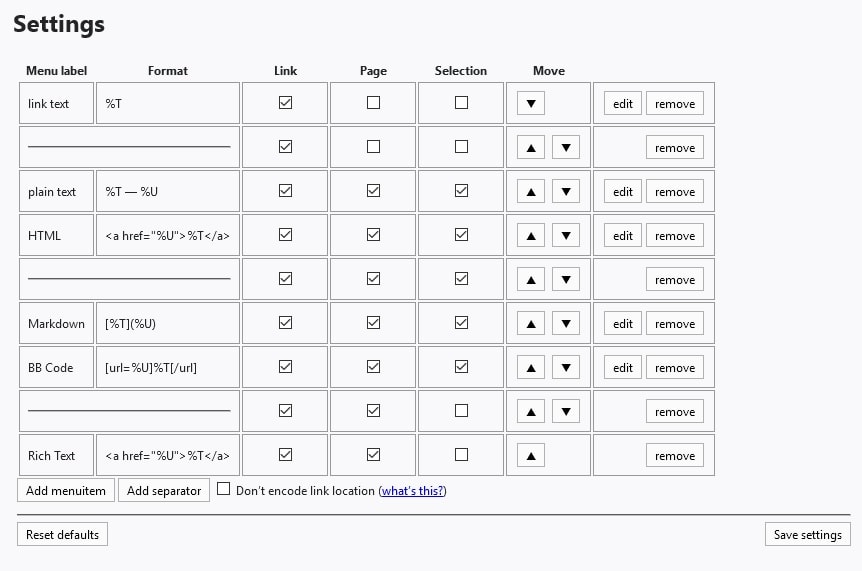 Settings
Menu label Format Link Page Selection Move
link text %T edit remove
remove
plain text %T — %U edit remove
HTML <a href="%U">%T</a> edit remove
remove
Markdown [%T](%U) edit remove
BB Code [url=%U]%T[/url] edit remove
remove
Rich Text <a href="%U">%T</a> remove
Add menuitem Add separator Don't encode link location (what's this?)
Reset defaults Save settings